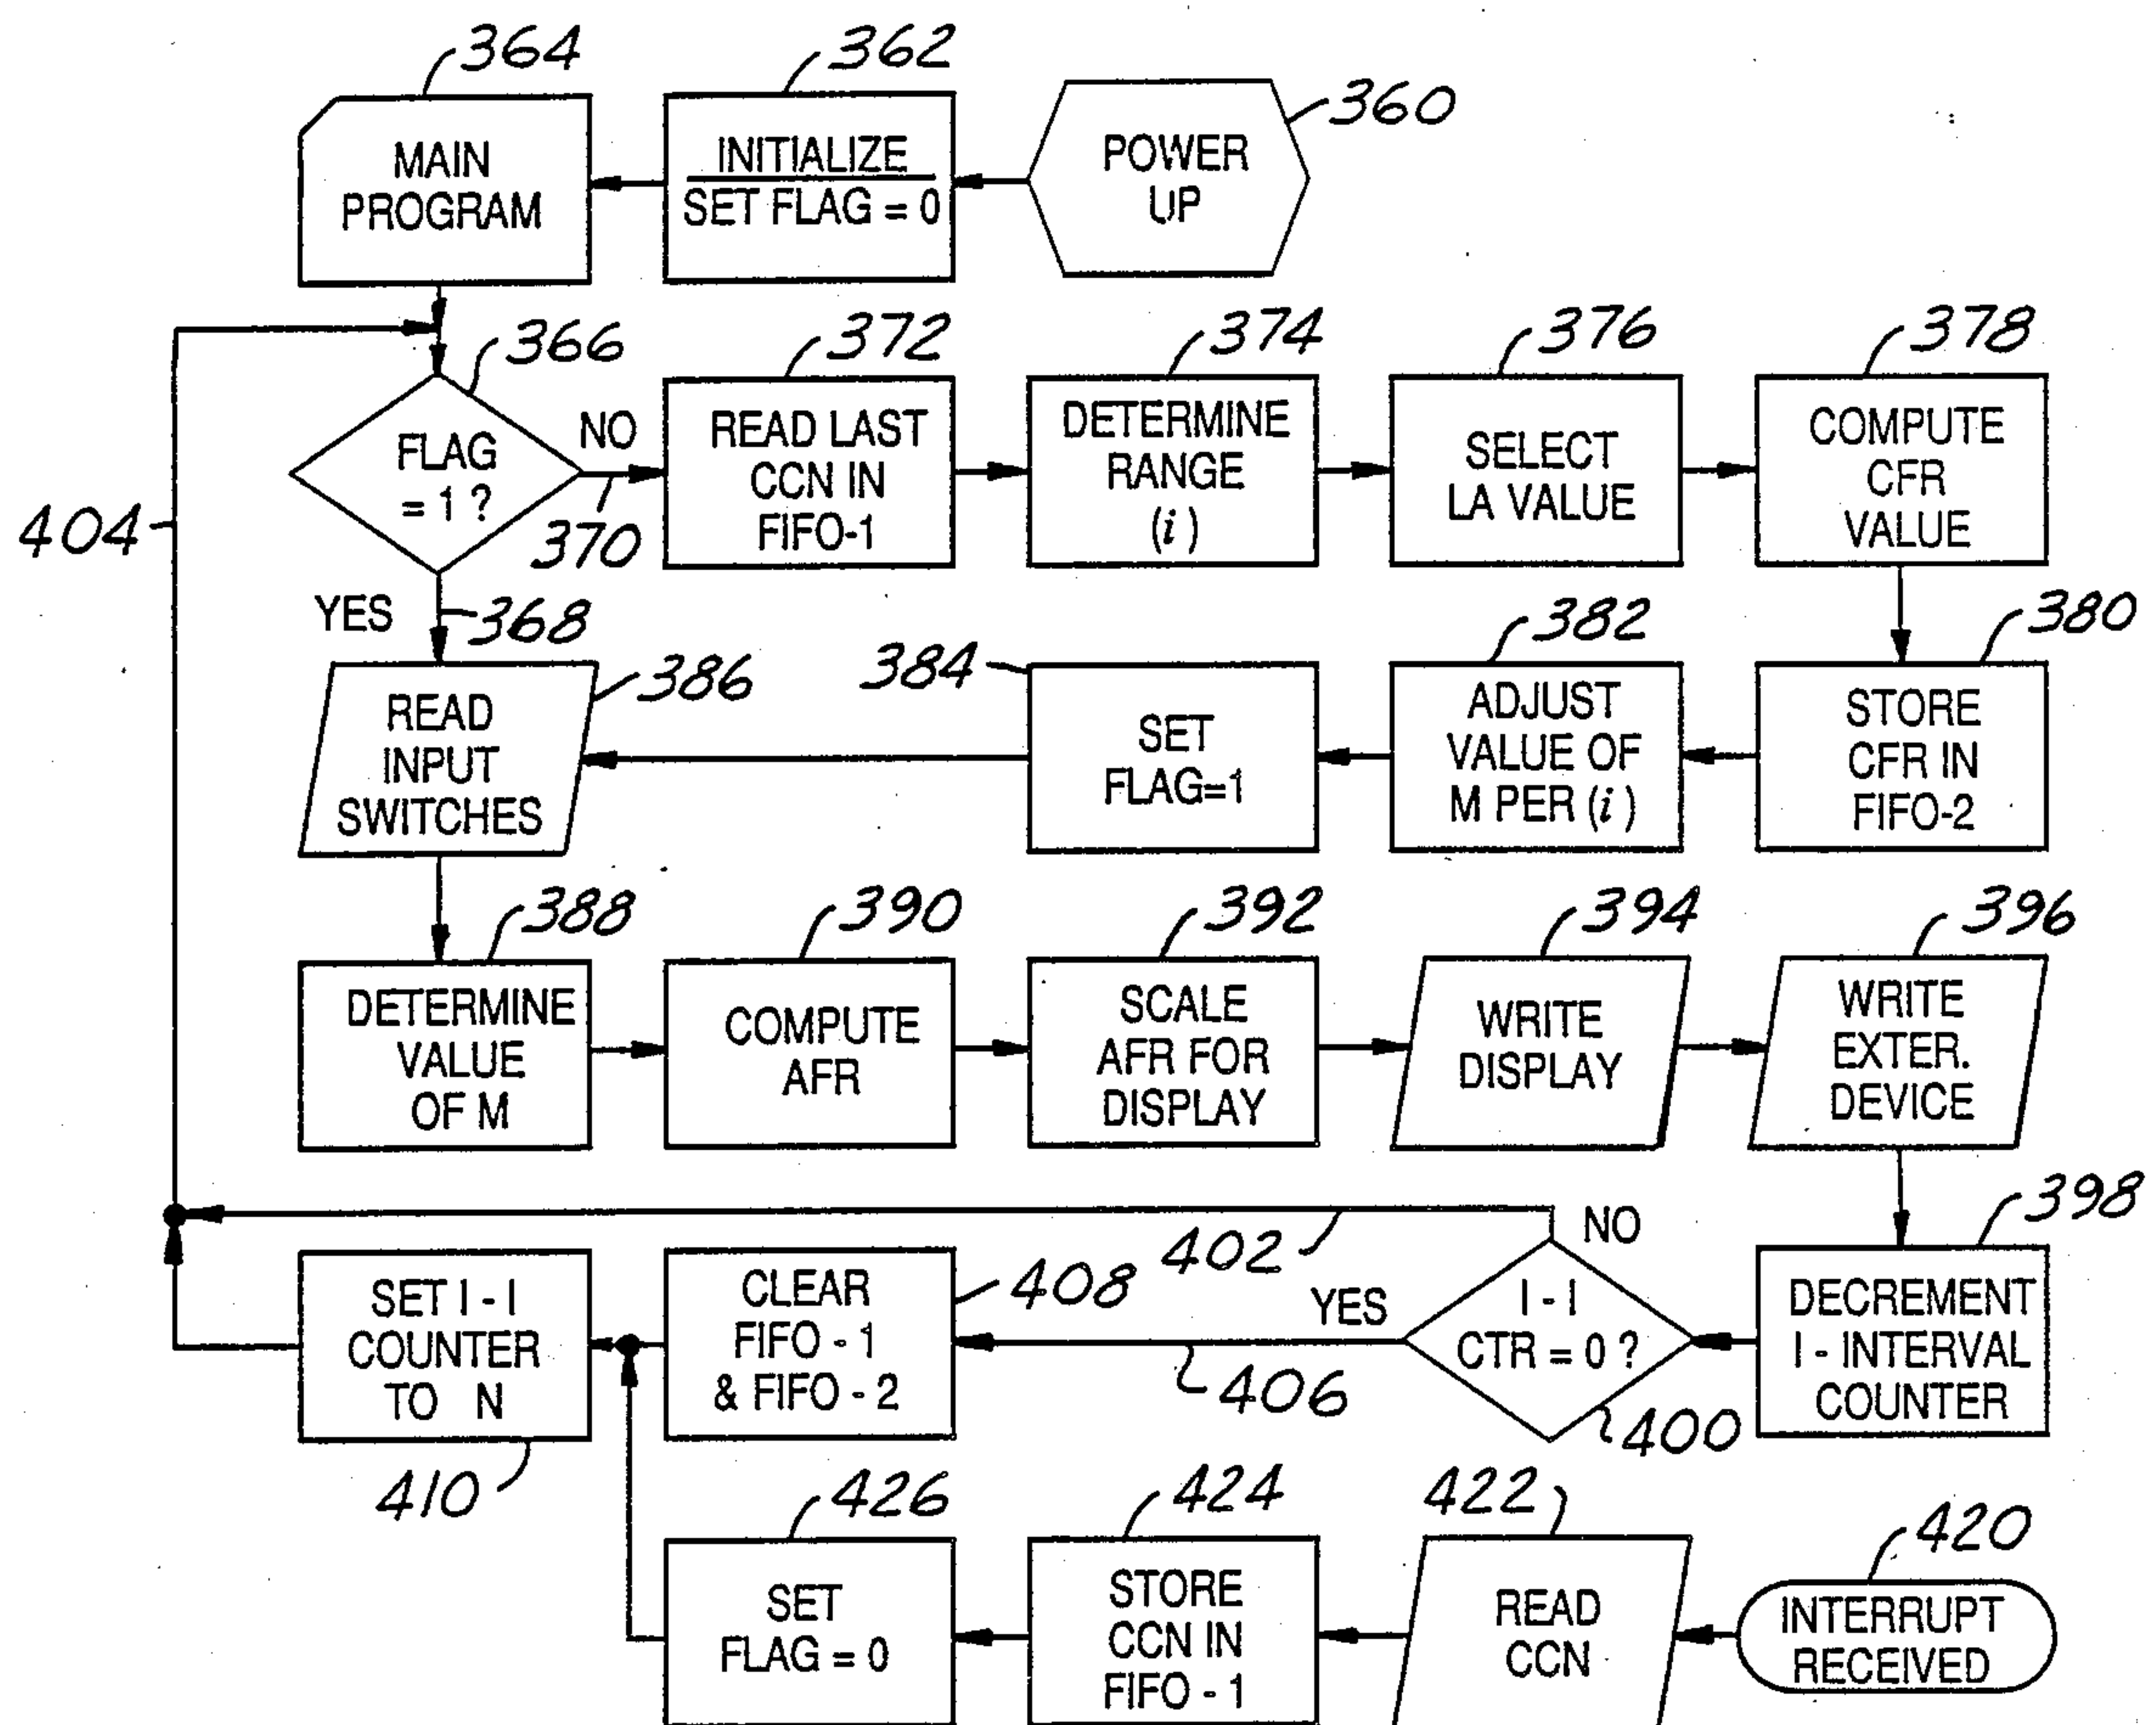 364
362
360
MAIN
PROGRAM
INITIALIZE
SET FLAG = 0
POWER
UP
366
372
374
376
378
FLAG
= 1 ?
NO
370
READ LAST
CCN IN
FIFO-1
DETERMINE
RANGE
(i)
SELECT
LA VALUE
COMPUTE
CFR
VALUE
404
YES
368
386
384
382
380
READ
INPUT
SWITCHES
SET
FLAG=1
ADJUST
VALUE OF
M PER (i)
STORE
CFR IN
FIFO-2
388
390
392
394
396
DETERMINE
VALUE
OF M
COMPUTE
AFR
SCALE
AFR FOR
DISPLAY
WRITE
DISPLAY
WRITE
EXTER.
DEVICE
398
402
NO
SET I - I
COUNTER
TO N
410
CLEAR
FIFO - 1
& FIFO - 2
408
YES
406
I - I
CTR = 0 ?
400
DECREMENT
I - INTERVAL
COUNTER
426
424
422
420
SET
FLAG = 0
STORE
CCN IN
FIFO - 1
READ
CCN
INTERRUPT
RECEIVED